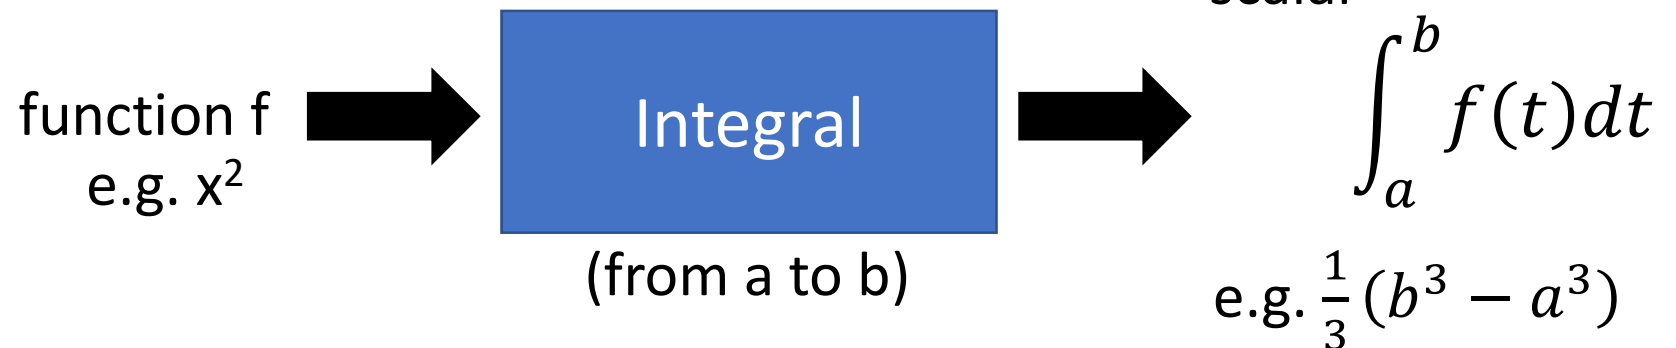 function f
e.g. x²
Integral
(from a to b)
∫ₐᵇ f(t)dt
e.g. 1/3 (b³ − a³)